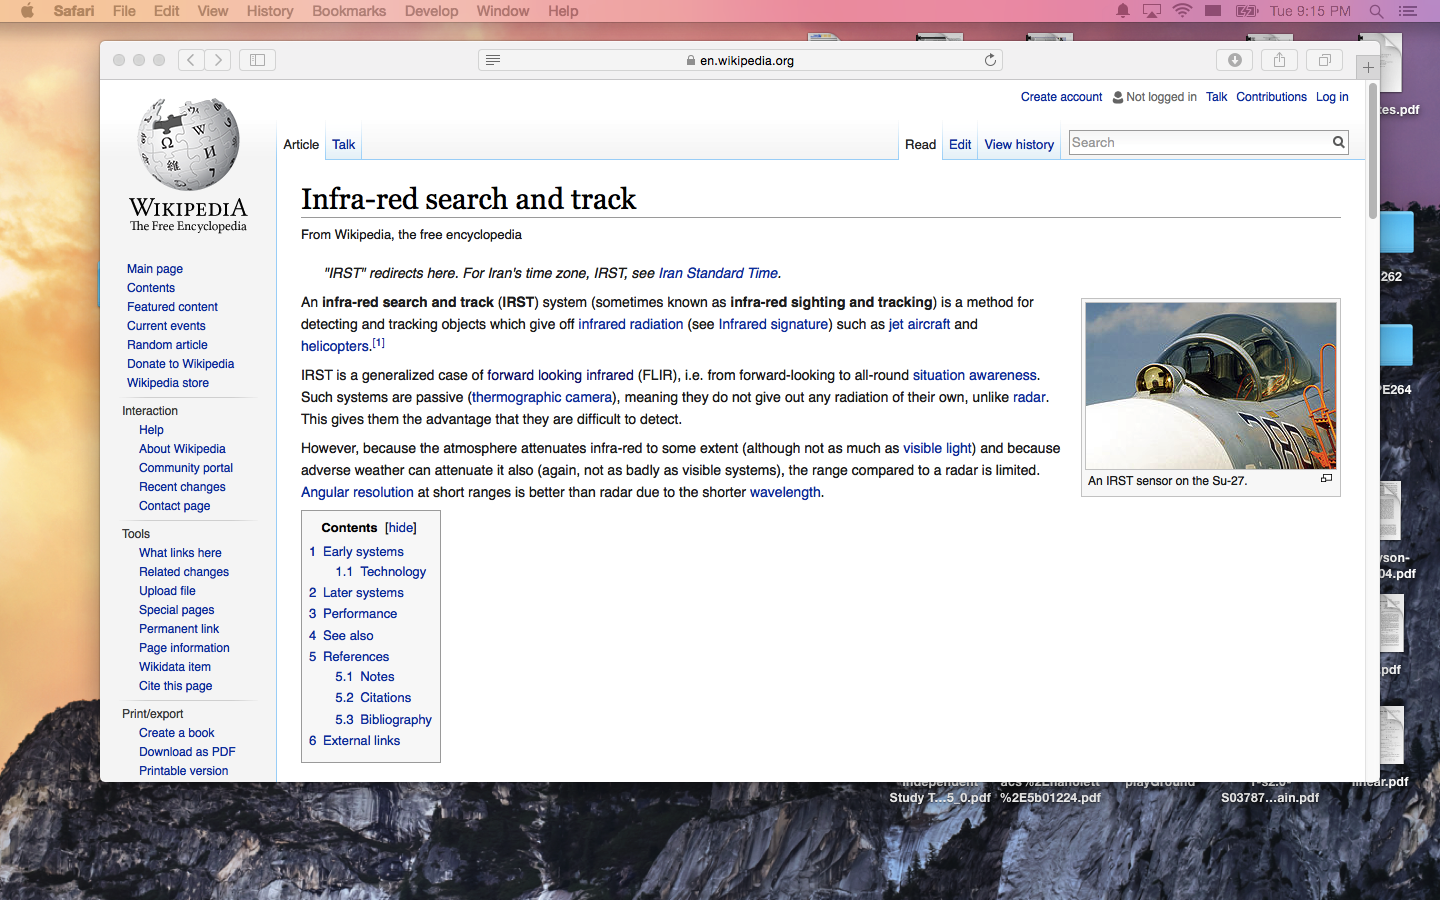 Safari File Edit View History Bookmarks Develop Window Help Tue 9:15 PM
en.wikipedia.org
Create account Not logged in Talk Contributions Log in
Article Talk Read Edit View history Search
WIKIPEDIA
The Free Encyclopedia
Main page
Contents
Featured content
Current events
Random article
Donate to Wikipedia
Wikipedia store
Interaction
Help
About Wikipedia
Community portal
Recent changes
Contact page
Tools
What links here
Related changes
Upload file
Special pages
Permanent link
Page information
Wikidata item
Cite this page
Print/export
Create a book
Download as PDF
Printable version
Infra-red search and track
From Wikipedia, the free encyclopedia
"IRST" redirects here. For Iran's time zone, IRST, see Iran Standard Time.
An infra-red search and track (IRST) system (sometimes known as infra-red sighting and tracking) is a method for
detecting and tracking objects which give off infrared radiation (see Infrared signature) such as jet aircraft and
helicopters.[1]
IRST is a generalized case of forward looking infrared (FLIR), i.e. from forward-looking to all-round situation awareness.
Such systems are passive (thermographic camera), meaning they do not give out any radiation of their own, unlike radar.
This gives them the advantage that they are difficult to detect.
However, because the atmosphere attenuates infra-red to some extent (although not as much as visible light) and because
adverse weather can attenuate it also (again, not as badly as visible systems), the range compared to a radar is limited.
Angular resolution at short ranges is better than radar due to the shorter wavelength.
An IRST sensor on the Su-27.
Contents [hide]
1 Early systems
1.1 Technology
2 Later systems
3 Performance
4 See also
5 References
5.1 Notes
5.2 Citations
5.3 Bibliography
6 External links
tes.pdf
262
PE264
yson-
04.pdf
.pdf
linear.pdf
Independent
Study T...5_0.pdf
%2E5b01224.pdf
playGround
S03787...ain.pdf